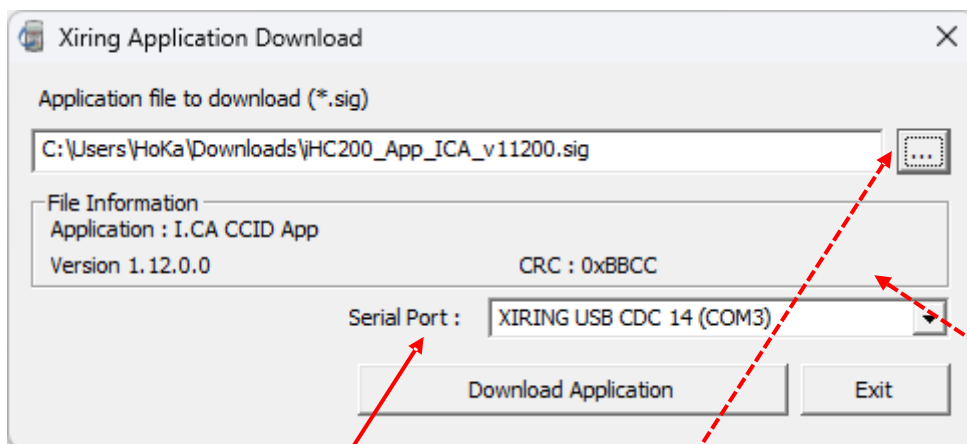 Xiring Application Download
Application file to download (*.sig)
C:\Users\HoKa\Downloads\iHC200_App_ICA_v11200.sig
...
File Information
Application : I.CA CCID App
Version 1.12.0.0 CRC : 0xBBCC
Serial Port : XIRING USB CDC 14 (COM3)
Download Application Exit